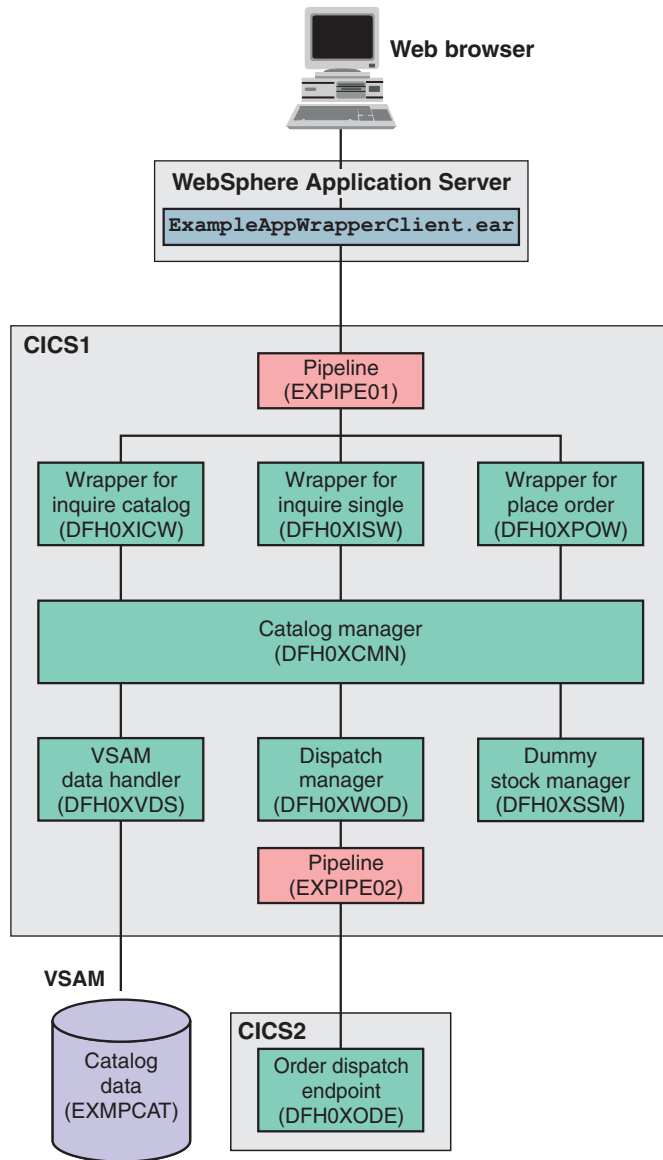 Web browser
WebSphere Application Server
ExampleAppWrapperClient.ear
CICS1
Pipeline
(EXPIPE01)
Wrapper for
inquire catalog
(DFH0XICW)
Wrapper for
inquire single
(DFH0XISW)
Wrapper for
place order
(DFH0XPOW)
Catalog manager
(DFH0XCMN)
VSAM
data handler
(DFH0XVDS)
Dispatch
manager
(DFH0XWOD)
Dummy
stock manager
(DFH0XSSM)
Pipeline
(EXPIPE02)
VSAM
Catalog
data
(EXMPCAT)
CICS2
Order dispatch
endpoint
(DFH0XODE)